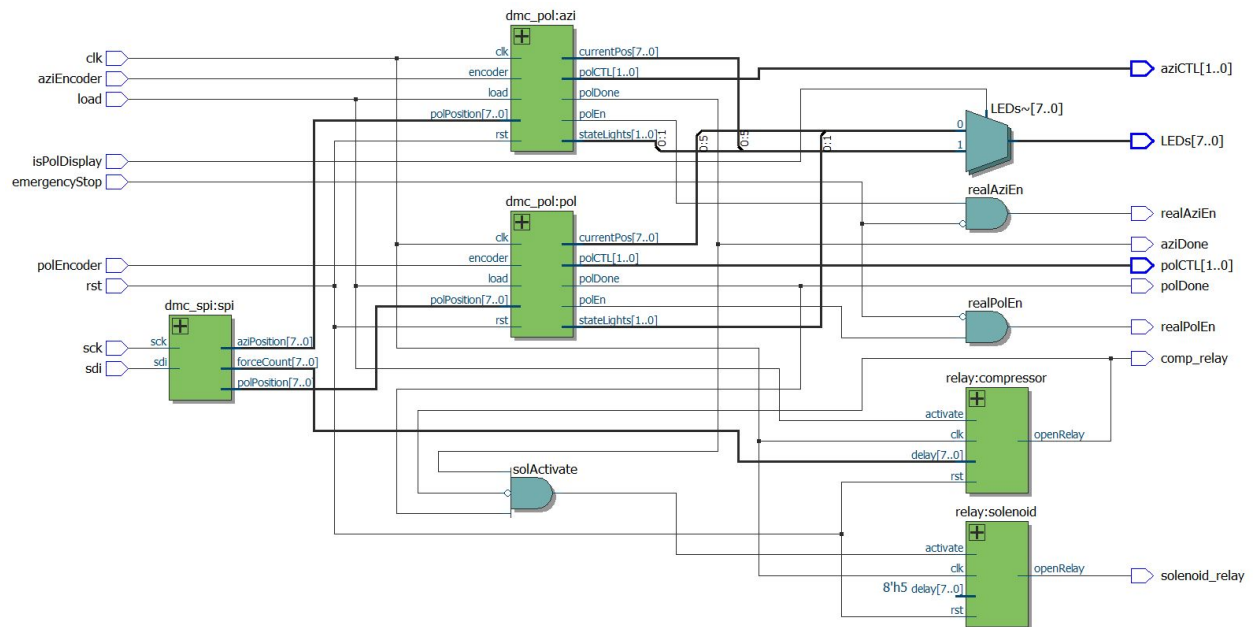 dmc_pol:azi
clk
aziEncoder
load
clk
encoder
load
polPosition[7..0]
rst
currentPos[7..0]
polCTL[1..0]
polDone
polEn
stateLights[1..0]
aziCTL[1..0]
LEDs~[7..0]
0
1
0:5
0:5
0:1
0:1
LEDs[7..0]
isPolDisplay
emergencyStop
dmc_pol:pol
clk
encoder
load
polPosition[7..0]
rst
currentPos[7..0]
polCTL[1..0]
polDone
polEn
stateLights[1..0]
realAziEn
realAziEn
aziDone
polCTL[1..0]
polDone
polEncoder
rst
realPolEn
realPolEn
dmc_spi:spi
sck
sdi
sck
sdi
aziPosition[7..0]
forceCount[7..0]
polPosition[7..0]
comp_relay
relay:compressor
activate
clk
delay[7..0]
rst
openRelay
solActivate
relay:solenoid
activate
clk
8'h5 delay[7..0]
rst
openRelay
solenoid_relay